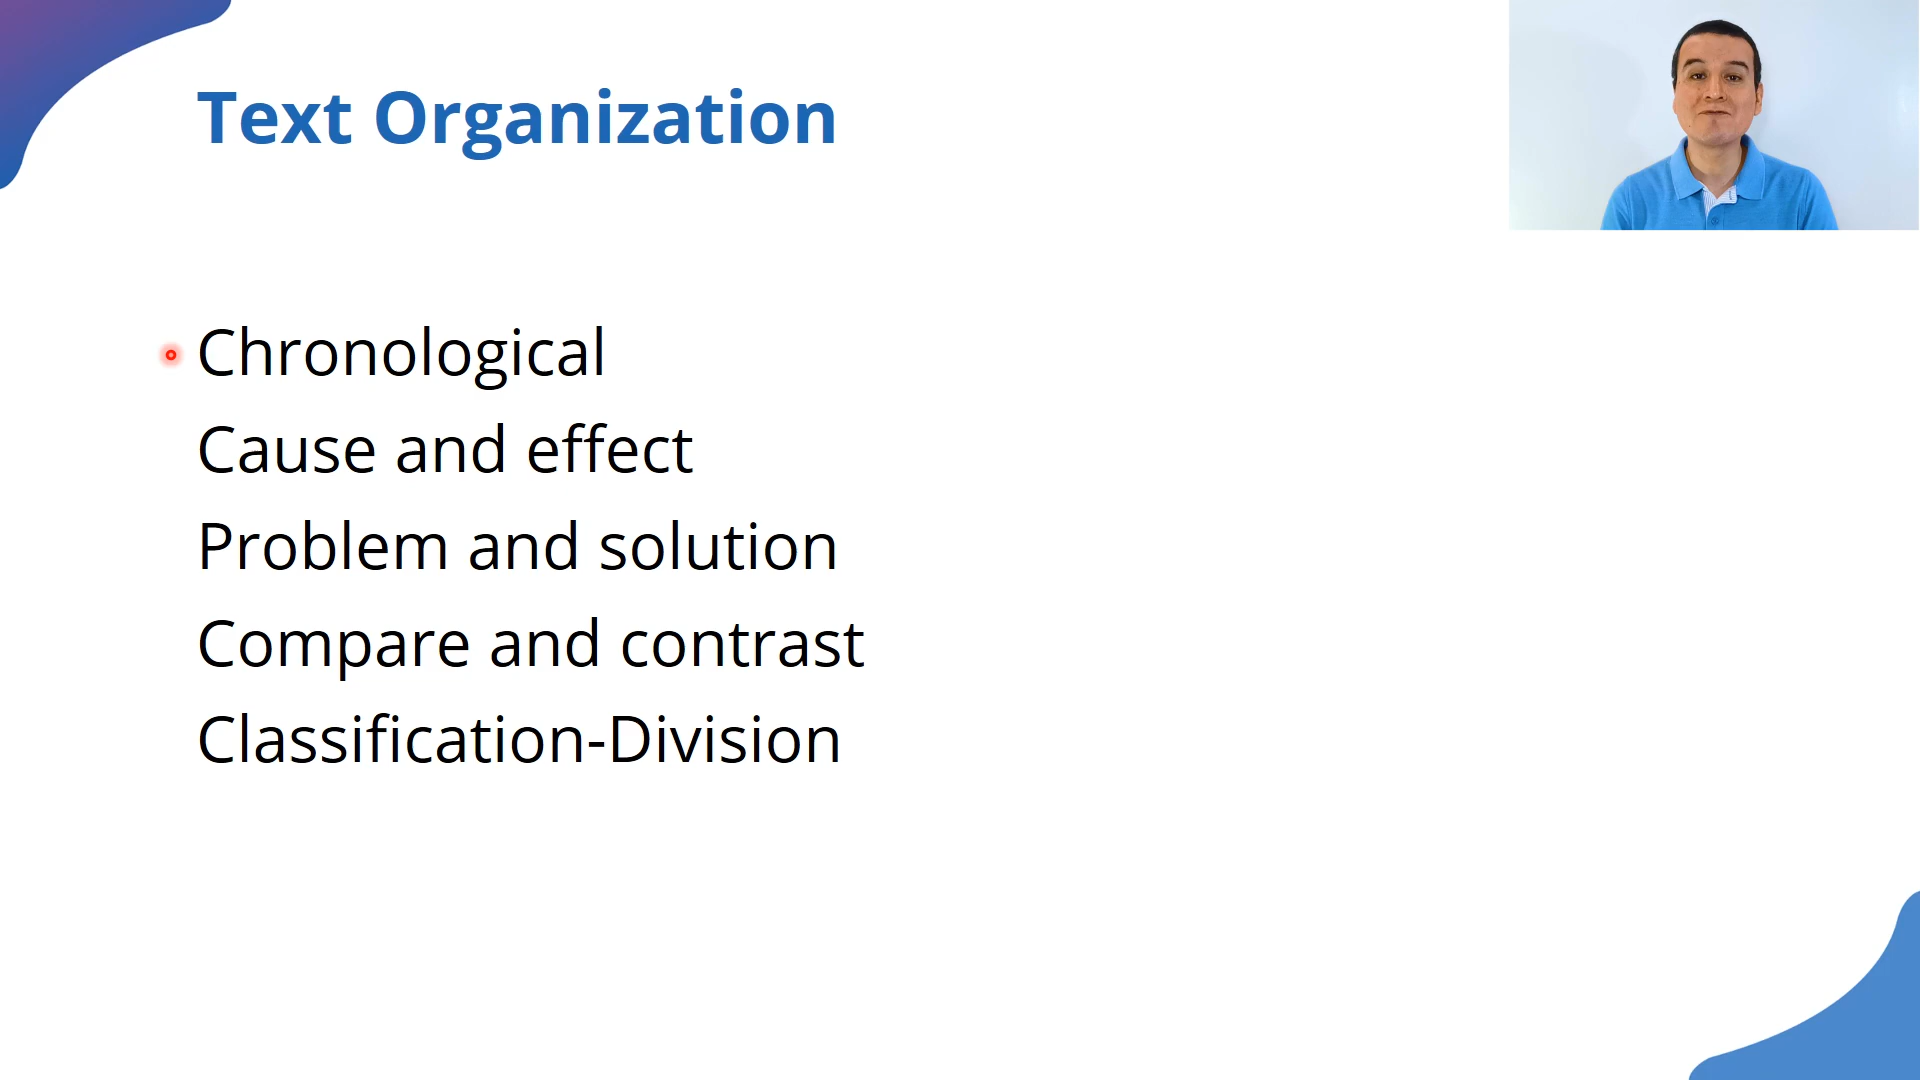 Text Organization
Chronological
Cause and effect
Problem and solution
Compare and contrast
Classification-Division